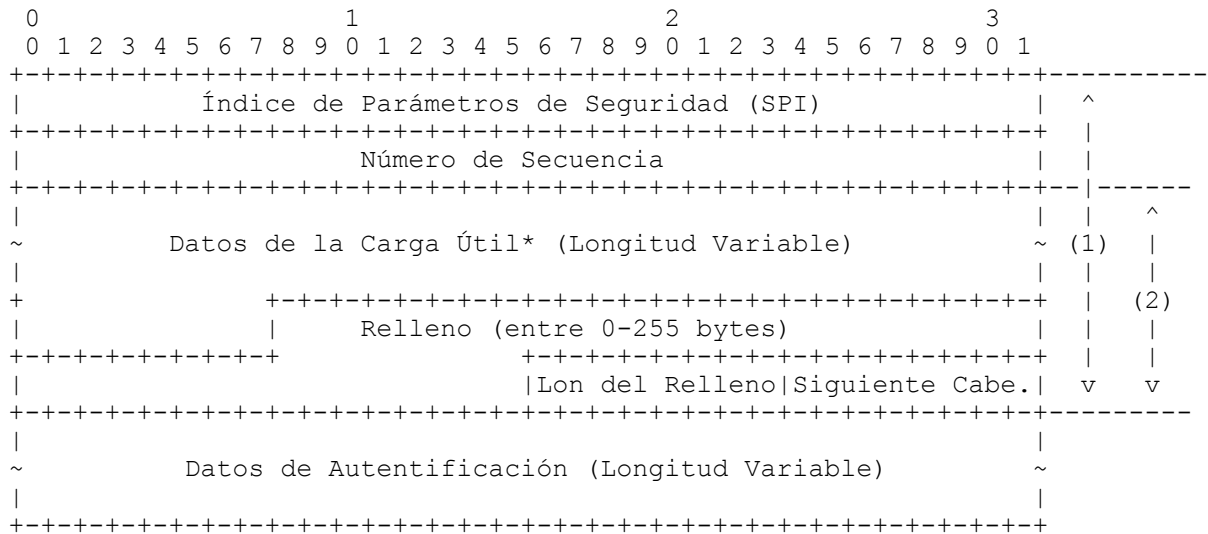 0                   1                   2                   3
 0 1 2 3 4 5 6 7 8 9 0 1 2 3 4 5 6 7 8 9 0 1 2 3 4 5 6 7 8 9 0 1
+-+-+-+-+-+-+-+-+-+-+-+-+-+-+-+-+-+-+-+-+-+-+-+-+-+-+-+-+-+-+-+-+----------
|           Índice de Parámetros de Seguridad (SPI)             |  ^
+-+-+-+-+-+-+-+-+-+-+-+-+-+-+-+-+-+-+-+-+-+-+-+-+-+-+-+-+-+-+-+-+  |
|                     Número de Secuencia                       |  |
+-+-+-+-+-+-+-+-+-+-+-+-+-+-+-+-+-+-+-+-+-+-+-+-+-+-+-+-+-+-+-+-+--|------
|                                                               |  |   ^
~         Datos de la Carga Útil* (Longitud Variable)           ~ (1)  |
|                                                               |  |   |
+               +-+-+-+-+-+-+-+-+-+-+-+-+-+-+-+-+-+-+-+-+-+-+-+-+  |  (2)
|               |     Relleno (entre 0-255 bytes)               |  |   |
+-+-+-+-+-+-+-+-+               +-+-+-+-+-+-+-+-+-+-+-+-+-+-+-+-+  |   |
|                               |Lon del Relleno|Siguiente Cabe.|  v   v
+-+-+-+-+-+-+-+-+-+-+-+-+-+-+-+-+-+-+-+-+-+-+-+-+-+-+-+-+-+-+-+-+---------
|                                                               |
~          Datos de Autentificación (Longitud Variable)         ~
|                                                               |
+-+-+-+-+-+-+-+-+-+-+-+-+-+-+-+-+-+-+-+-+-+-+-+-+-+-+-+-+-+-+-+-+